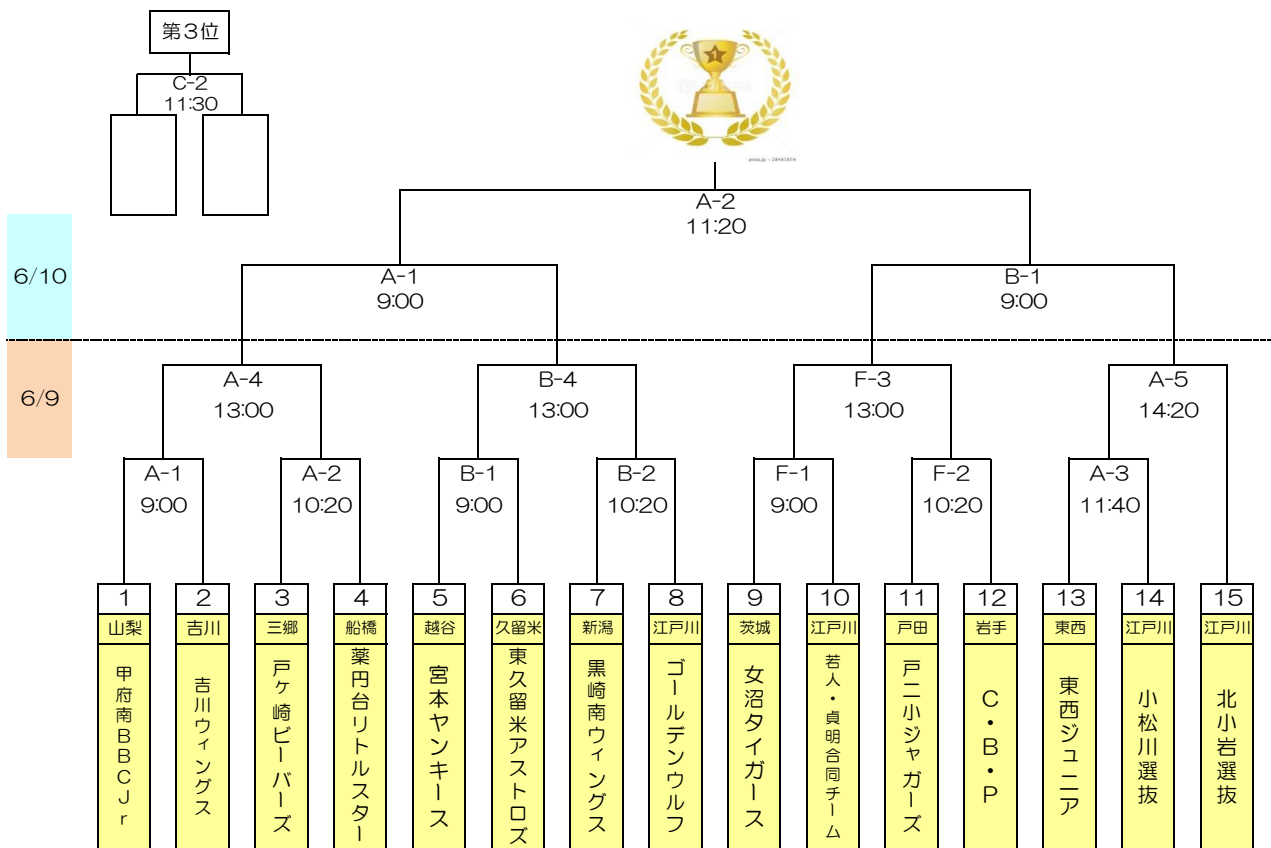 第3位
C-2
11:30
1
A-2
11:20
6/10
A-1
9:00
B-1
9:00
6/9
A-4
13:00
B-4
13:00
F-3
13:00
A-5
14:20
A-1
9:00
A-2
10:20
B-1
9:00
B-2
10:20
F-1
9:00
F-2
10:20
A-3
11:40
1
山梨
甲府南BBCJr
2
吉川
吉川ウィングス
3
三郷
戸ヶ崎ビーバーズ
4
船橋
薬円台リトルスター
5
越谷
宮本ヤンキース
6
久留米
東久留米アストロズ
7
新潟
黒崎南ウィングス
8
江戸川
ゴールデンウルフ
9
茨城
女沼タイガース
10
江戸川
若人・貞明合同チーム
11
戸田
戸二小ジャガーズ
12
岩手
C・B・P
13
東西
東西ジュニア
14
江戸川
小松川選抜
15
江戸川
北小岩選抜